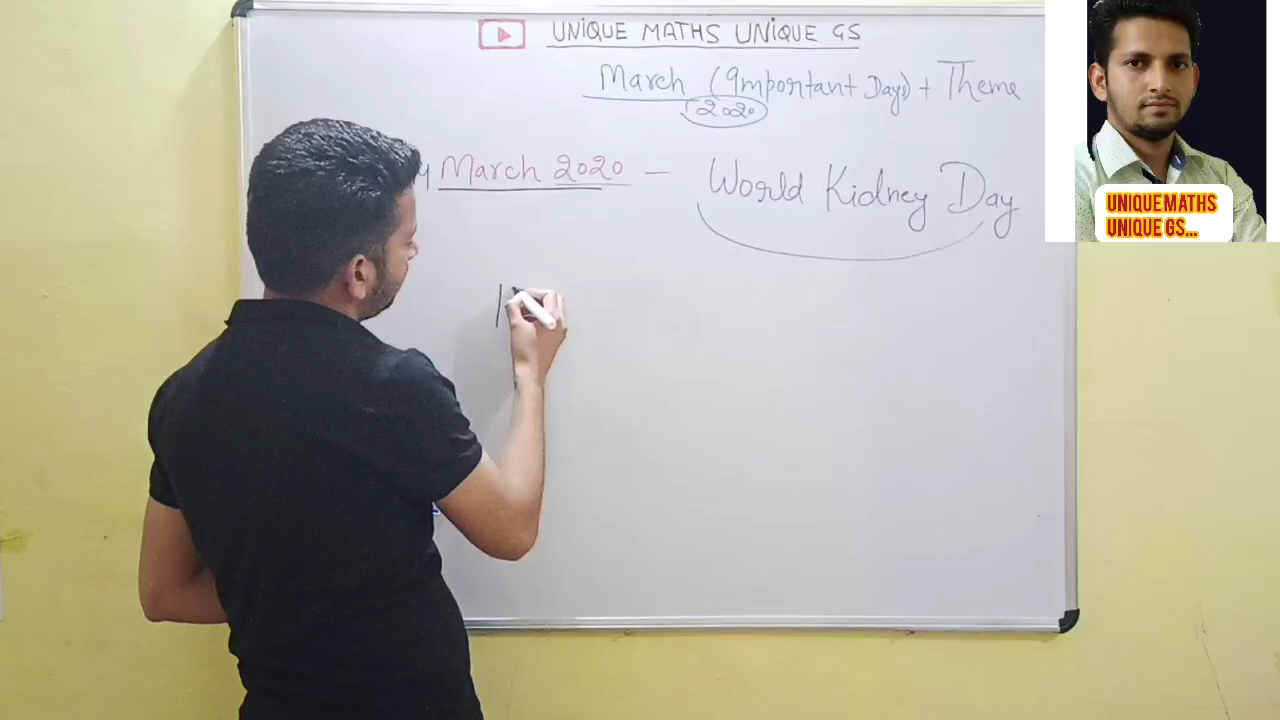 UNIQUE MATHS UNIQUE GS
March (Important Days) + Theme
2020
March 2020 - World Kidney Day
UNIQUE MATHS
UNIQUE GS...